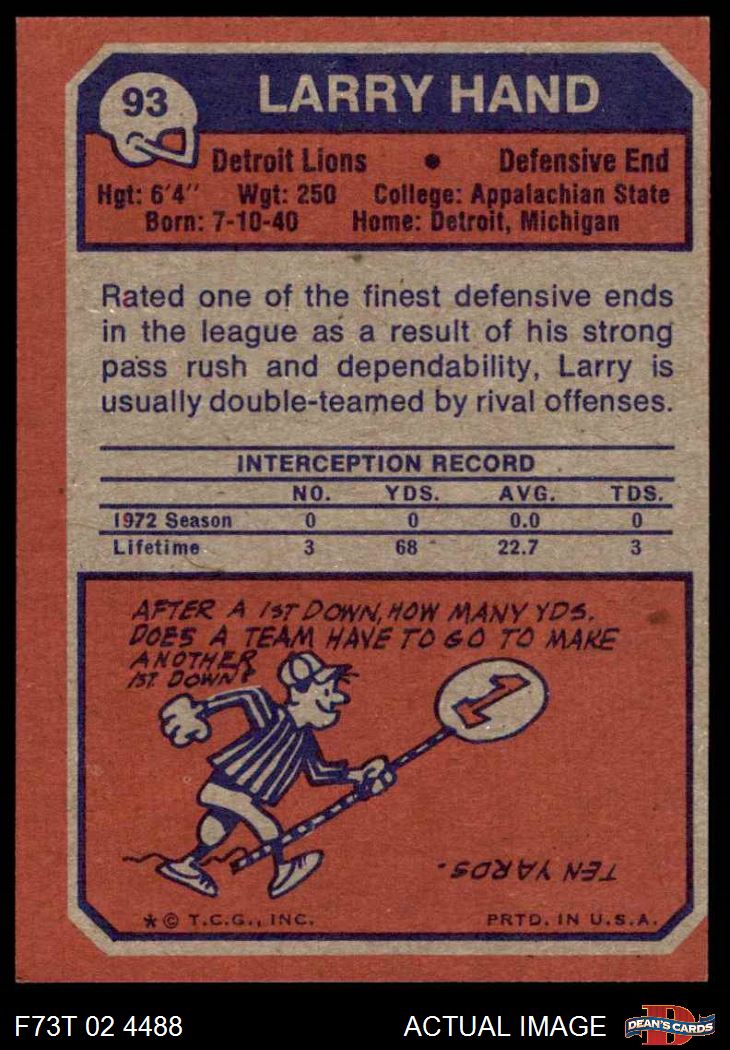 93
LARRY HAND
Detroit Lions • Defensive End
Hgt: 6'4'' Wgt: 250 College: Appalachian State
Born: 7-10-40 Home: Detroit, Michigan
Rated one of the finest defensive ends
in the league as a result of his strong
pass rush and dependability, Larry is
usually double-teamed by rival offenses.
INTERCEPTION RECORD
NO. YDS. AVG. TDS.
1972 Season 0 0 0.0 0
Lifetime 3 68 22.7 3
AFTER A 1ST DOWN, HOW MANY YDS.
DOES A TEAM HAVE TO GO TO MAKE
ANOTHER
1ST. DOWN?
1
TEN YARDS.
* © T.C.G., INC. PRTD. IN U.S.A.
F73T 02 4488 ACTUAL IMAGE
D
DEAN'S CARDS